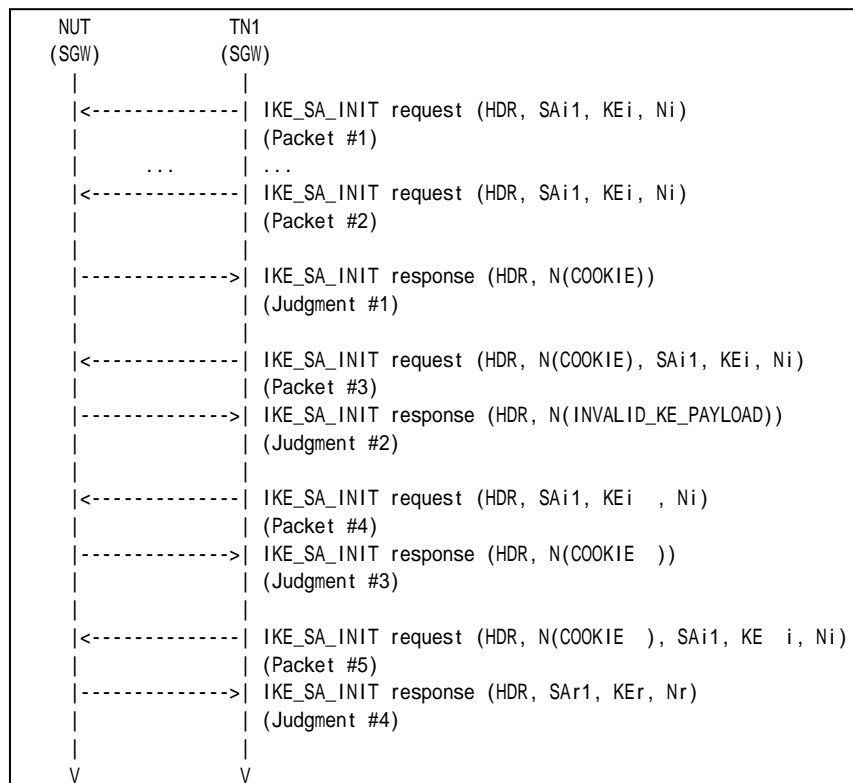 NUT TN1
(SGW) (SGW)
| |
|<--------------| IKE_SA_INIT request (HDR, SAi1, KEi, Ni)
| | (Packet #1)
| ... | ...
|<--------------| IKE_SA_INIT request (HDR, SAi1, KEi, Ni)
| | (Packet #2)
| |
|-------------->| IKE_SA_INIT response (HDR, N(COOKIE))
| | (Judgment #1)
| |
|<--------------| IKE_SA_INIT request (HDR, N(COOKIE), SAi1, KEi, Ni)
| | (Packet #3)
|-------------->| IKE_SA_INIT response (HDR, N(INVALID_KE_PAYLOAD))
| | (Judgment #2)
| |
|<--------------| IKE_SA_INIT request (HDR, SAi1, KEi , Ni)
| | (Packet #4)
|-------------->| IKE_SA_INIT response (HDR, N(COOKIE ))
| | (Judgment #3)
| |
|<--------------| IKE_SA_INIT request (HDR, N(COOKIE ), SAi1, KE i, Ni)
| | (Packet #5)
|-------------->| IKE_SA_INIT response (HDR, SAr1, KEr, Nr)
| | (Judgment #4)
| |
V V